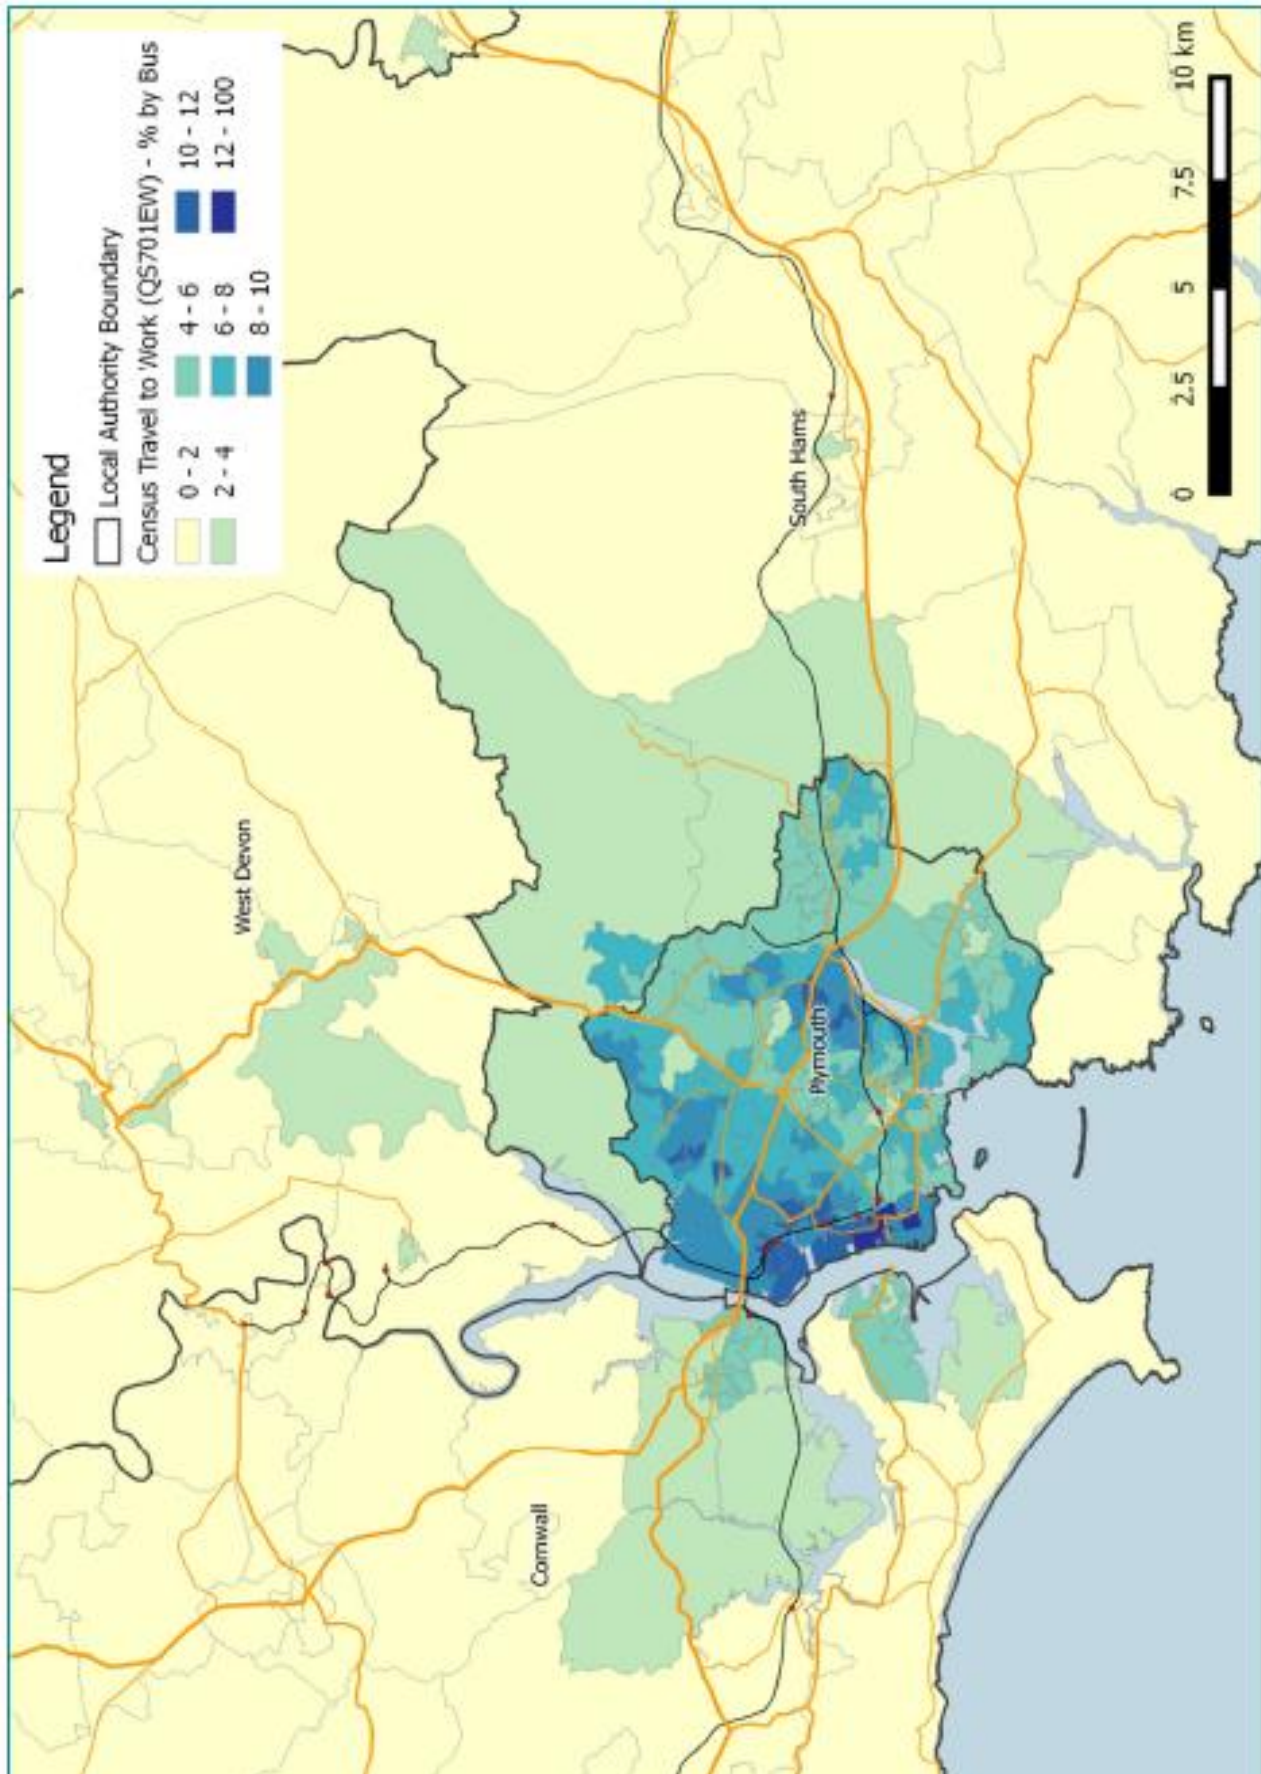 Legend
Local Authority Boundary
Census Travel to Work (QS701EW) - % by Bus
0 - 2
4 - 6
10 - 12
2 - 4
6 - 8
12 - 100
8 - 10
West Devon
Cornwall
Plymouth
South Hams
0
2.5
5
7.5
10 km